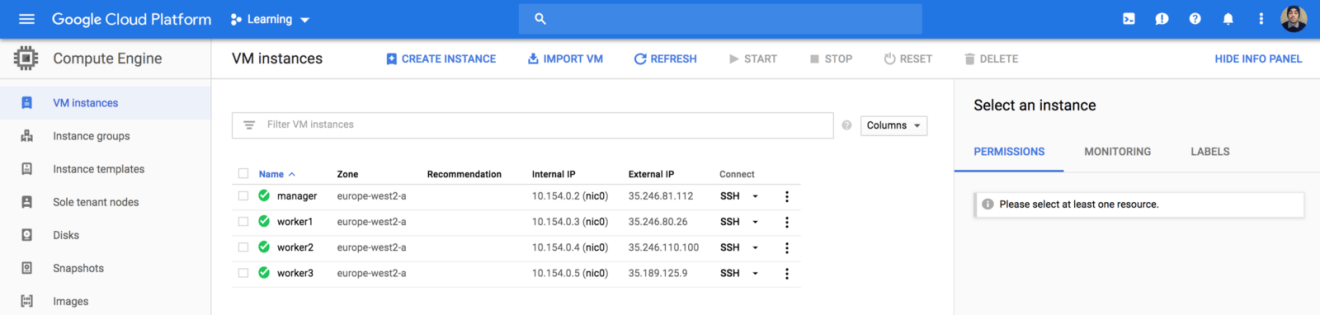 Google Cloud Platform Learning
Compute Engine
VM instances CREATE INSTANCE IMPORT VM REFRESH START STOP RESET DELETE HIDE INFO PANEL
VM instances
Instance groups
Instance templates
Sole tenant nodes
Disks
Snapshots
Images
Filter VM instances Columns
Name Zone Recommendation Internal IP External IP Connect
manager europe-west2-a 10.154.0.2 (nic0) 35.246.81.112 SSH
worker1 europe-west2-a 10.154.0.3 (nic0) 35.246.80.26 SSH
worker2 europe-west2-a 10.154.0.4 (nic0) 35.246.110.100 SSH
worker3 europe-west2-a 10.154.0.5 (nic0) 35.189.125.9 SSH
Select an instance
PERMISSIONS MONITORING LABELS
Please select at least one resource.